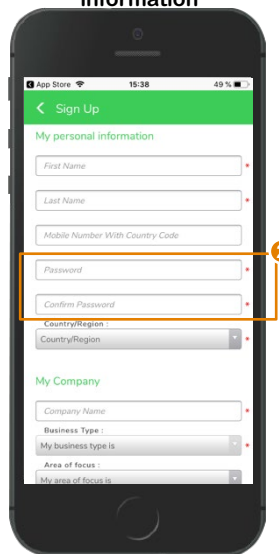 information
App Store 15:38 49 %
Sign Up
My personal information
First Name *
Last Name *
Mobile Number With Country Code
Password *
Confirm Password *
Country/Region :
Country/Region *
My Company
Company Name *
Business Type :
My business type is *
Area of focus :
My area of focus is